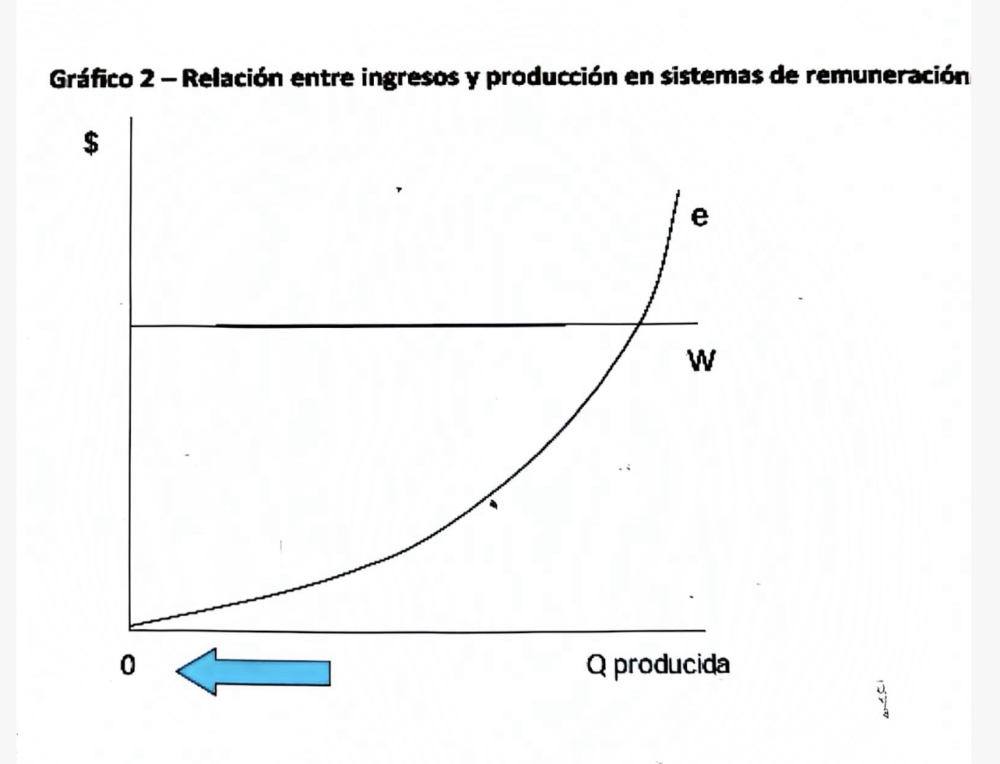 Gráfico 2 – Relación entre ingresos y producción en sistemas de remuneración
$
e
W
0
Q producida